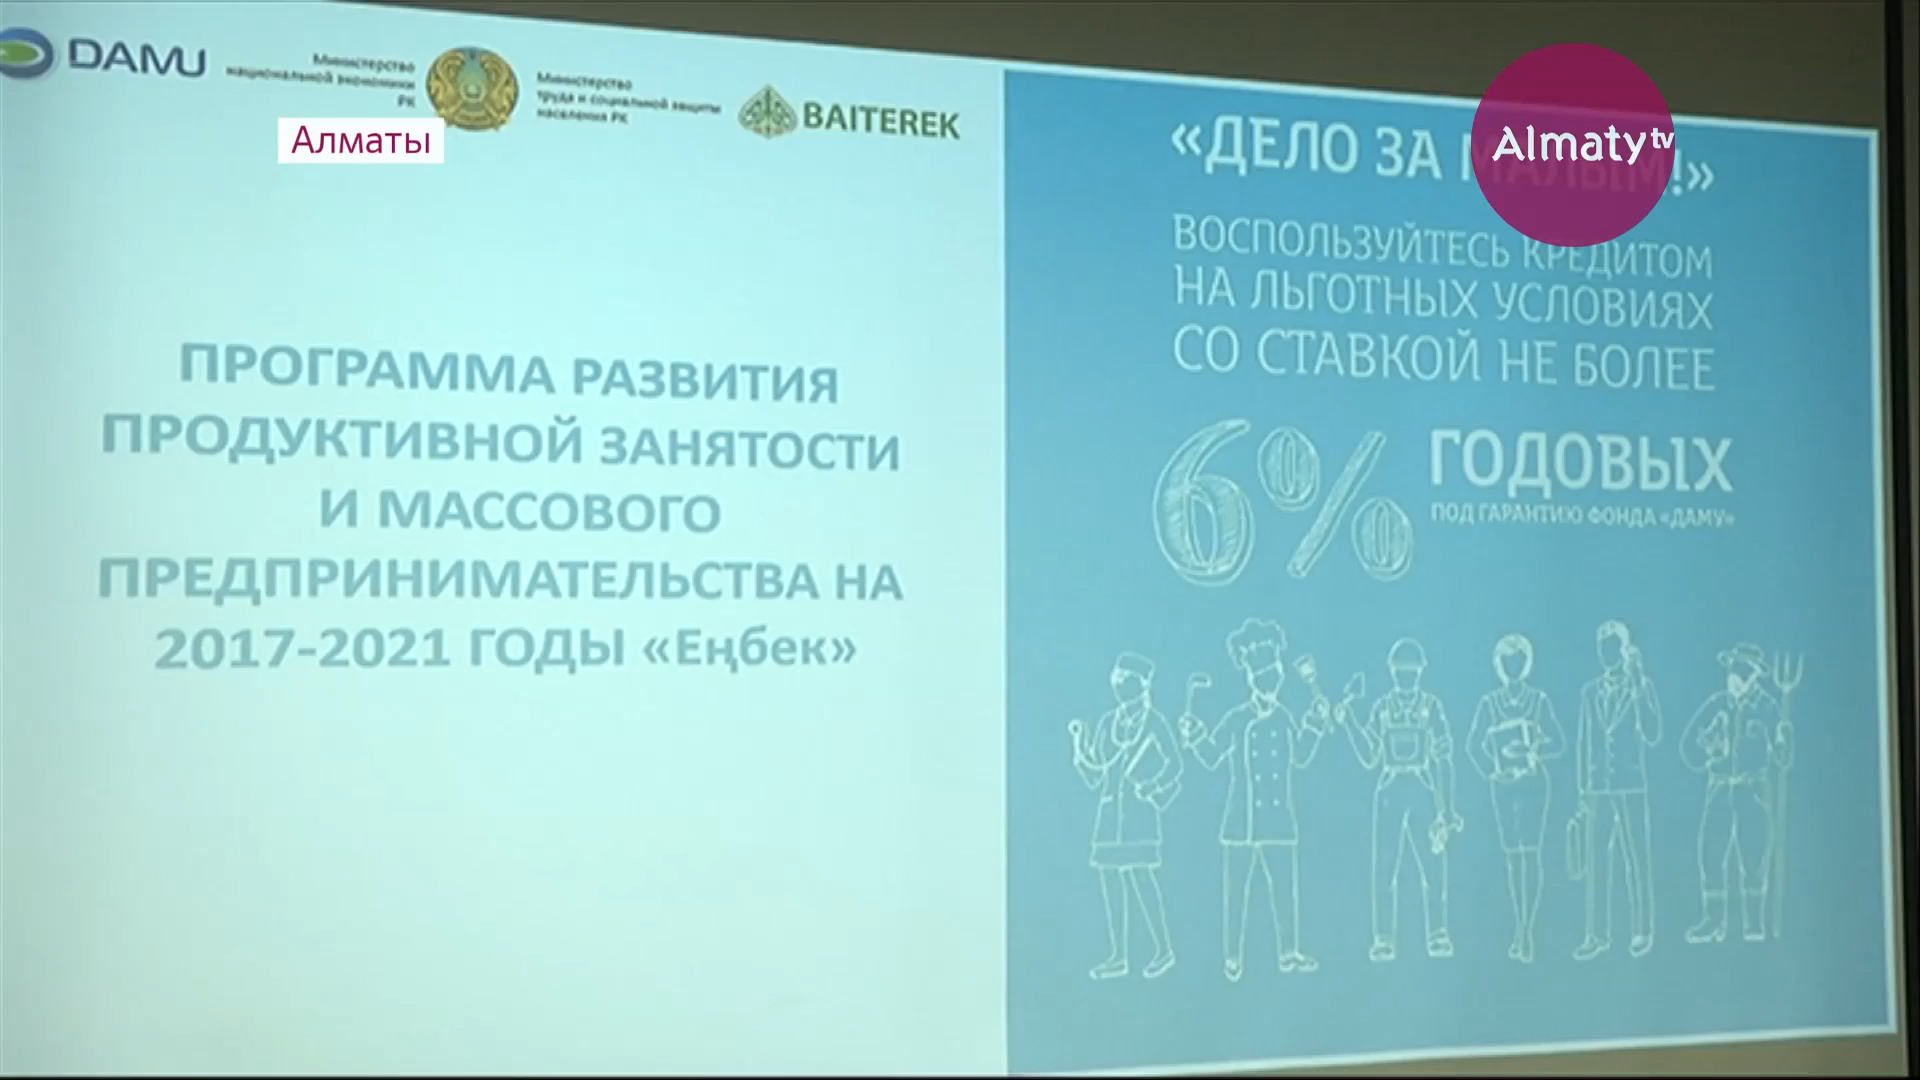 DAMU
Министерство
национальной экономики
РК
Министерство
труда и социальной защиты
населения РК
BAITEREK
Алматы
Almaty tv
ПРОГРАММА РАЗВИТИЯ
ПРОДУКТИВНОЙ ЗАНЯТОСТИ
И МАССОВОГО
ПРЕДПРИНИМАТЕЛЬСТВА НА
2017-2021 ГОДЫ «Еңбек»
«ДЕЛО ЗА МАЛЫМ!»
ВОСПОЛЬЗУЙТЕСЬ КРЕДИТОМ
НА ЛЬГОТНЫХ УСЛОВИЯХ
СО СТАВКОЙ НЕ БОЛЕЕ
6% ГОДОВЫХ
ПОД ГАРАНТИЮ ФОНДА «ДАМУ»